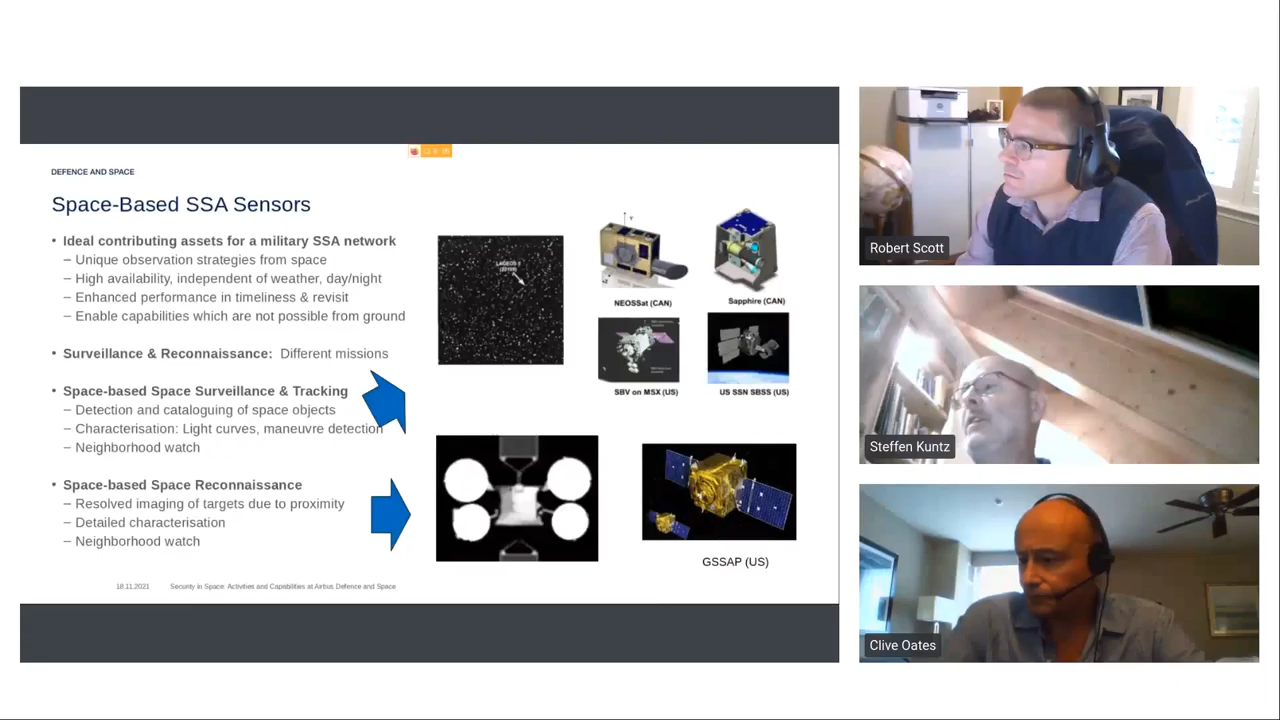 DEFENCE AND SPACE
Space-Based SSA Sensors
• Ideal contributing assets for a military SSA network
– Unique observation strategies from space
– High availability, independent of weather, day/night
– Enhanced performance in timeliness & revisit
– Enable capabilities which are not possible from ground
• Surveillance & Reconnaissance: Different missions
• Space-based Space Surveillance & Tracking
– Detection and cataloguing of space objects
– Characterisation: Light curves, maneuvre detection
– Neighborhood watch
• Space-based Space Reconnaissance
– Resolved imaging of targets due to proximity
– Detailed characterisation
– Neighborhood watch
NEOSSat (CAN)
Sapphire (CAN)
SBV on MSX (US)
US SSN SBSS (US)
GSSAP (US)
18.11.2021
Security in Space: Activities and Capabilities at Airbus Defence and Space
Robert Scott
Steffen Kuntz
Clive Oates